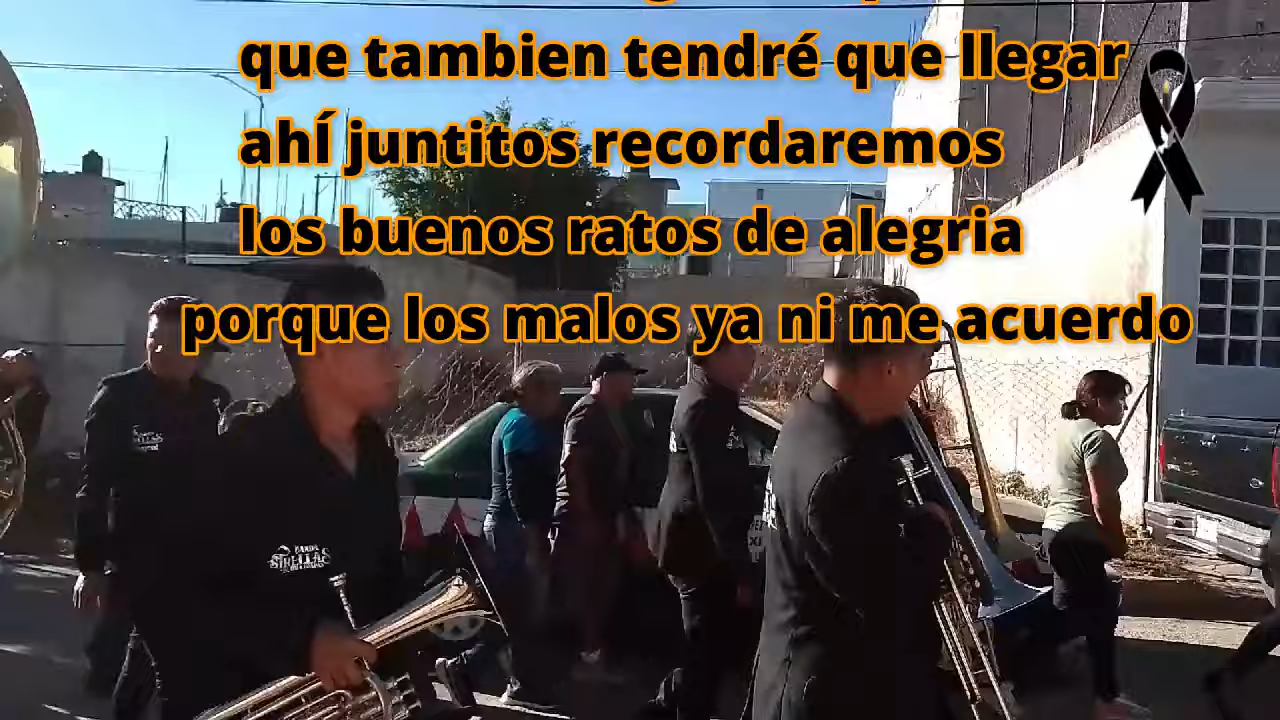 que tambien tendré que llegar
ahÍ juntitos recordaremos
los buenos ratos de alegria
porque los malos ya ni me acuerdo
BANDA